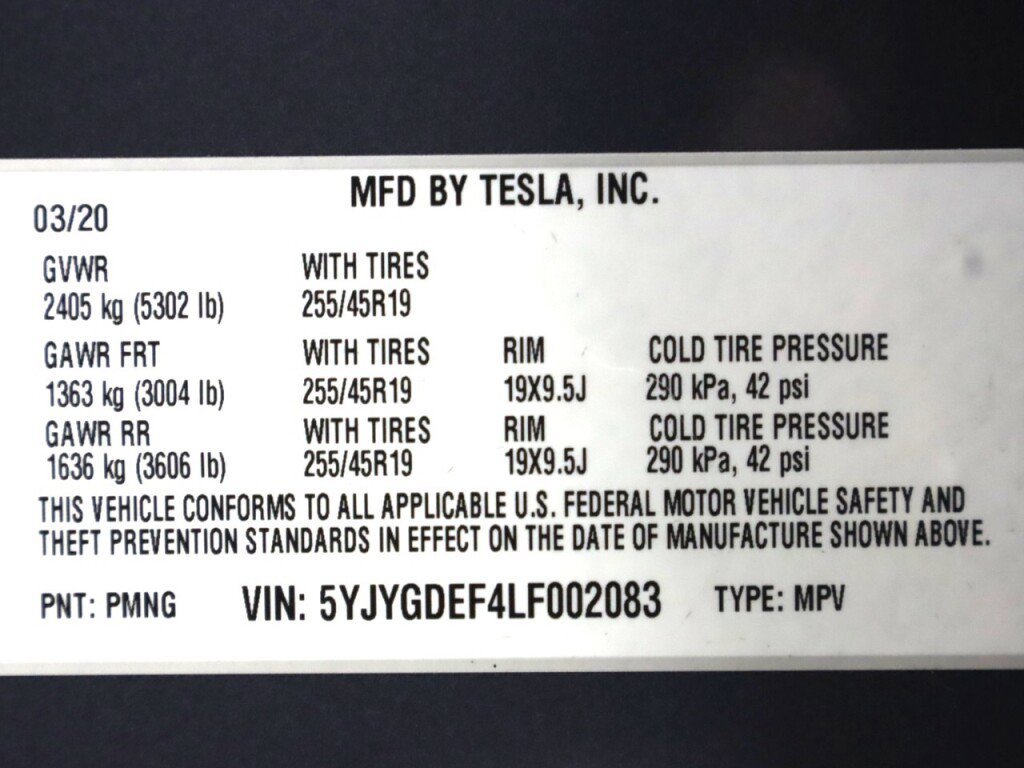 MFD BY TESLA, INC.
03/20
GVWR WITH TIRES
2405 kg (5302 lb) 255/45R19
GAWR FRT WITH TIRES RIM COLD TIRE PRESSURE
1363 kg (3004 lb) 255/45R19 19X9.5J 290 kPa, 42 psi
GAWR RR WITH TIRES RIM COLD TIRE PRESSURE
1636 kg (3606 lb) 255/45R19 19X9.5J 290 kPa, 42 psi
THIS VEHICLE CONFORMS TO ALL APPLICABLE U.S. FEDERAL MOTOR VEHICLE SAFETY AND
THEFT PREVENTION STANDARDS IN EFFECT ON THE DATE OF MANUFACTURE SHOWN ABOVE.
PNT: PMNG VIN: 5YJYGDEF4LF002083 TYPE: MPV